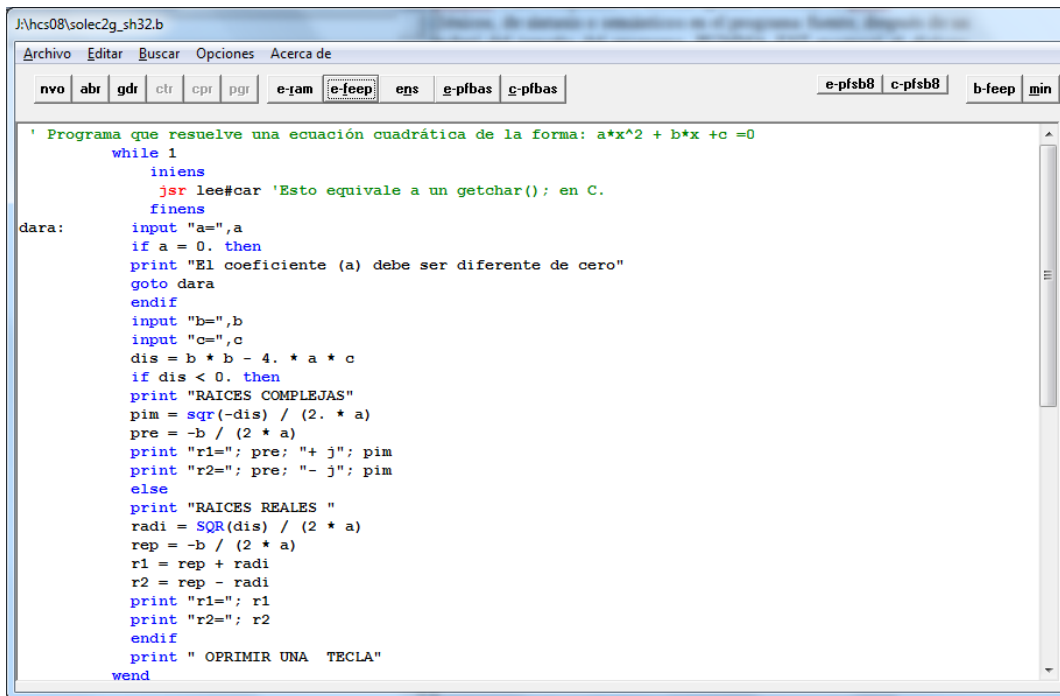 J:\hcs08\solec2g_sh32.b
Archivo Editar Buscar Opciones Acerca de
nvo abr gdr ctr cpr pgr e-ram e-feep ens e-pfbas c-pfbas e-pfsb8 c-pfsb8 b-feep min
' Programa que resuelve una ecuación cuadrática de la forma: a*x^2 + b*x +c =0
while 1
iniens
jsr lee#car 'Esto equivale a un getchar(); en C.
finens
dara: input "a=",a
if a = 0. then
print "El coeficiente (a) debe ser diferente de cero"
goto dara
endif
input "b=",b
input "c=",c
dis = b * b - 4. * a * c
if dis < 0. then
print "RAICES COMPLEJAS"
pim = sqr(-dis) / (2. * a)
pre = -b / (2 * a)
print "r1="; pre; "+ j"; pim
print "r2="; pre; "- j"; pim
else
print "RAICES REALES "
radi = SQR(dis) / (2 * a)
rep = -b / (2 * a)
r1 = rep + radi
r2 = rep - radi
print "r1="; r1
print "r2="; r2
endif
print " OPRIMIR UNA  TECLA"
wend